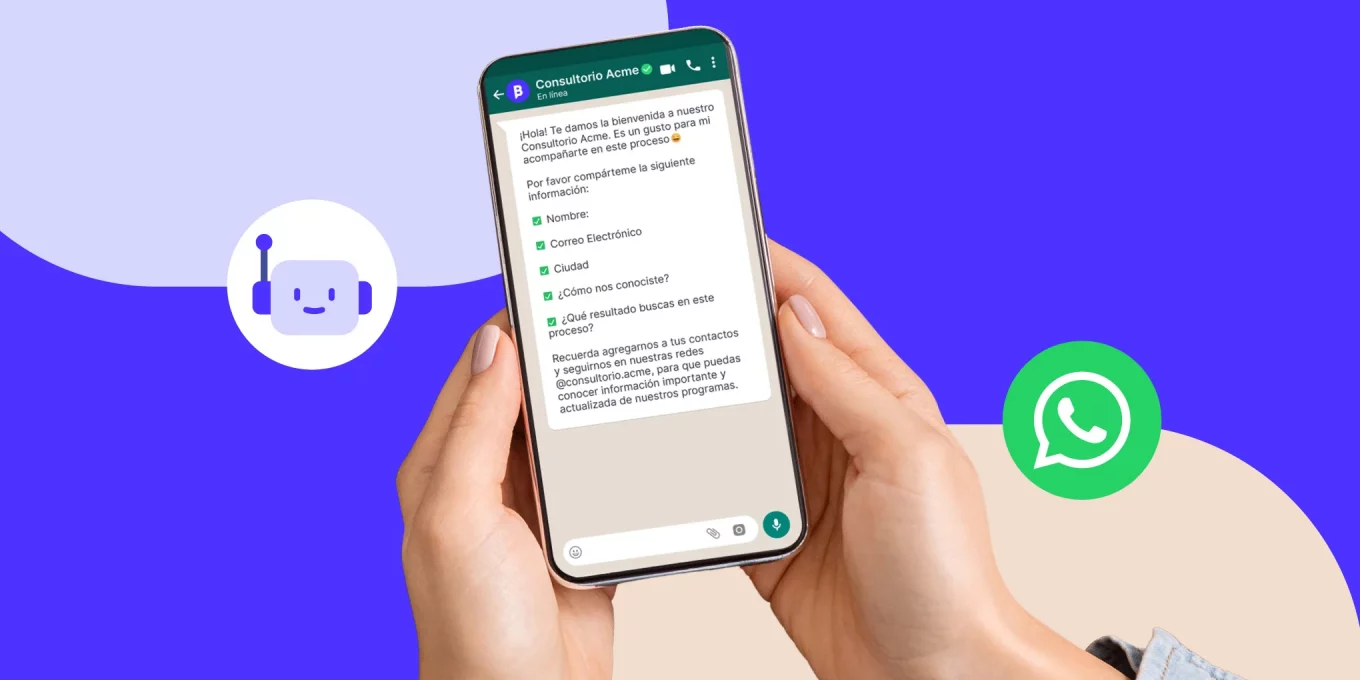 Consultorio Acme
En línea
¡Hola! Te damos la bienvenida a nuestro
Consultorio Acme. Es un gusto para mi
acompañarte en este proceso😄
Por favor compárteme la siguiente
información:
✅ Nombre:
✅ Correo Electrónico
✅ Ciudad
✅ ¿Cómo nos conociste?
✅ ¿Qué resultado buscas en este
proceso?
Recuerda agregarnos a tus contactos
y seguirnos en nuestras redes
@consultorio.acme, para que puedas
conocer información importante y
actualizada de nuestros programas.